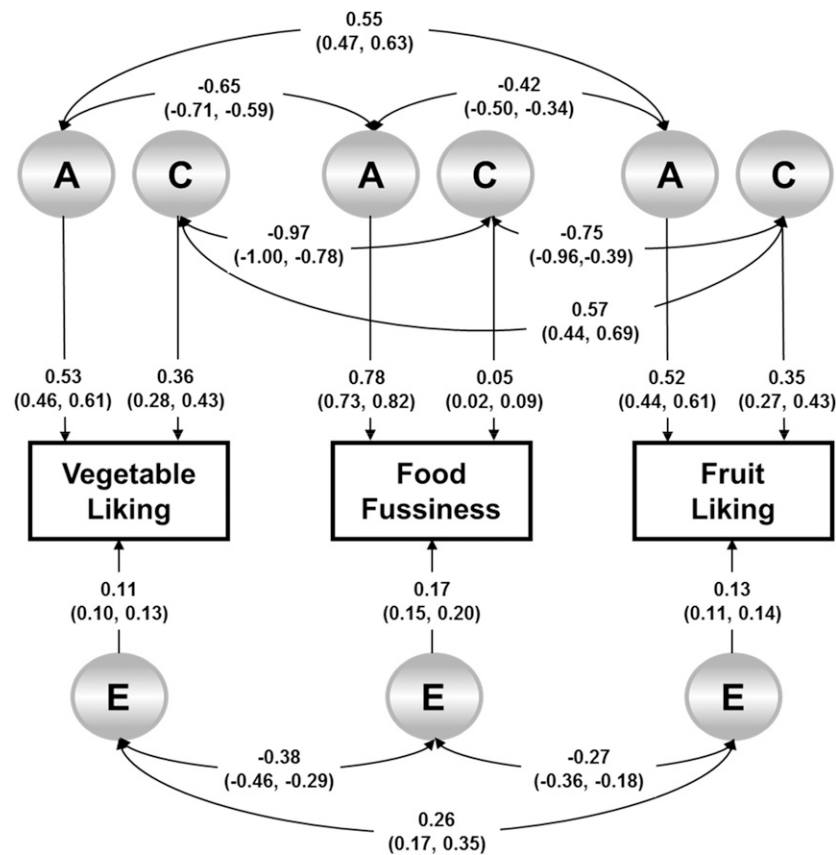 0.55
(0.47, 0.63)
-0.65
(-0.71, -0.59)
-0.42
(-0.50, -0.34)
A
C
A
C
A
C
-0.97
(-1.00, -0.78)
-0.75
(-0.96,-0.39)
0.57
(0.44, 0.69)
0.53
(0.46, 0.61)
0.36
(0.28, 0.43)
0.78
(0.73, 0.82)
0.05
(0.02, 0.09)
0.52
(0.44, 0.61)
0.35
(0.27, 0.43)
Vegetable
Liking
Food
Fussiness
Fruit
Liking
0.11
(0.10, 0.13)
0.17
(0.15, 0.20)
0.13
(0.11, 0.14)
E
E
E
-0.38
(-0.46, -0.29)
-0.27
(-0.36, -0.18)
0.26
(0.17, 0.35)